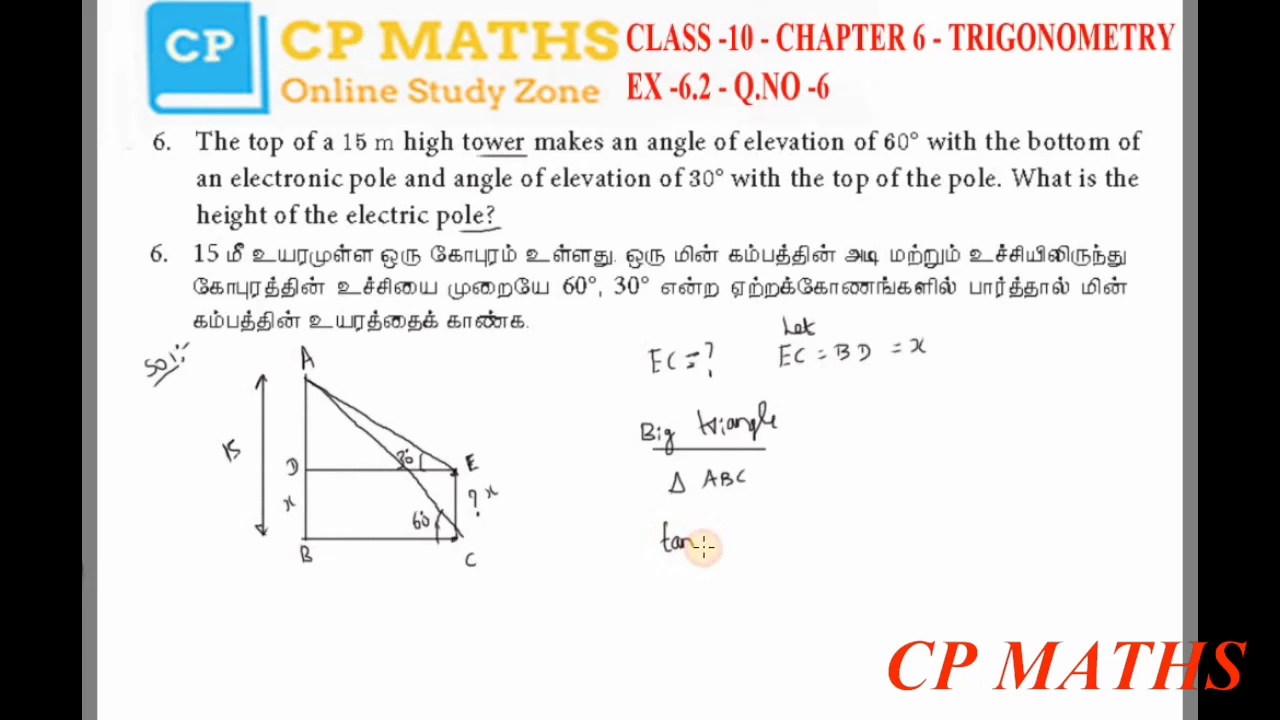 CP
CP MATHS
Online Study Zone
CLASS -10 - CHAPTER 6 - TRIGONOMETRY
EX -6.2 - Q.NO -6
6. The top of a 15 m high tower makes an angle of elevation of 60° with the bottom of
an electronic pole and angle of elevation of 30° with the top of the pole. What is the
height of the electric pole?
6. 15 மீ உயரமுள்ள ஒரு கோபுரம் உள்ளது. ஒரு மின் கம்பத்தின் அடி மற்றும் உச்சியிலிருந்து
கோபுரத்தின் உச்சியை முறையே 60°, 30° என்ற ஏற்றக்கோணங்களில் பார்த்தால் மின்
கம்பத்தின் உயரத்தைக் காண்க.
Sol:
A
15
D
30
E
x
? x
60
B
C
EC = ?
Let
EC = BD = x
Big triangle
Δ ABC
tan
CP MATHS